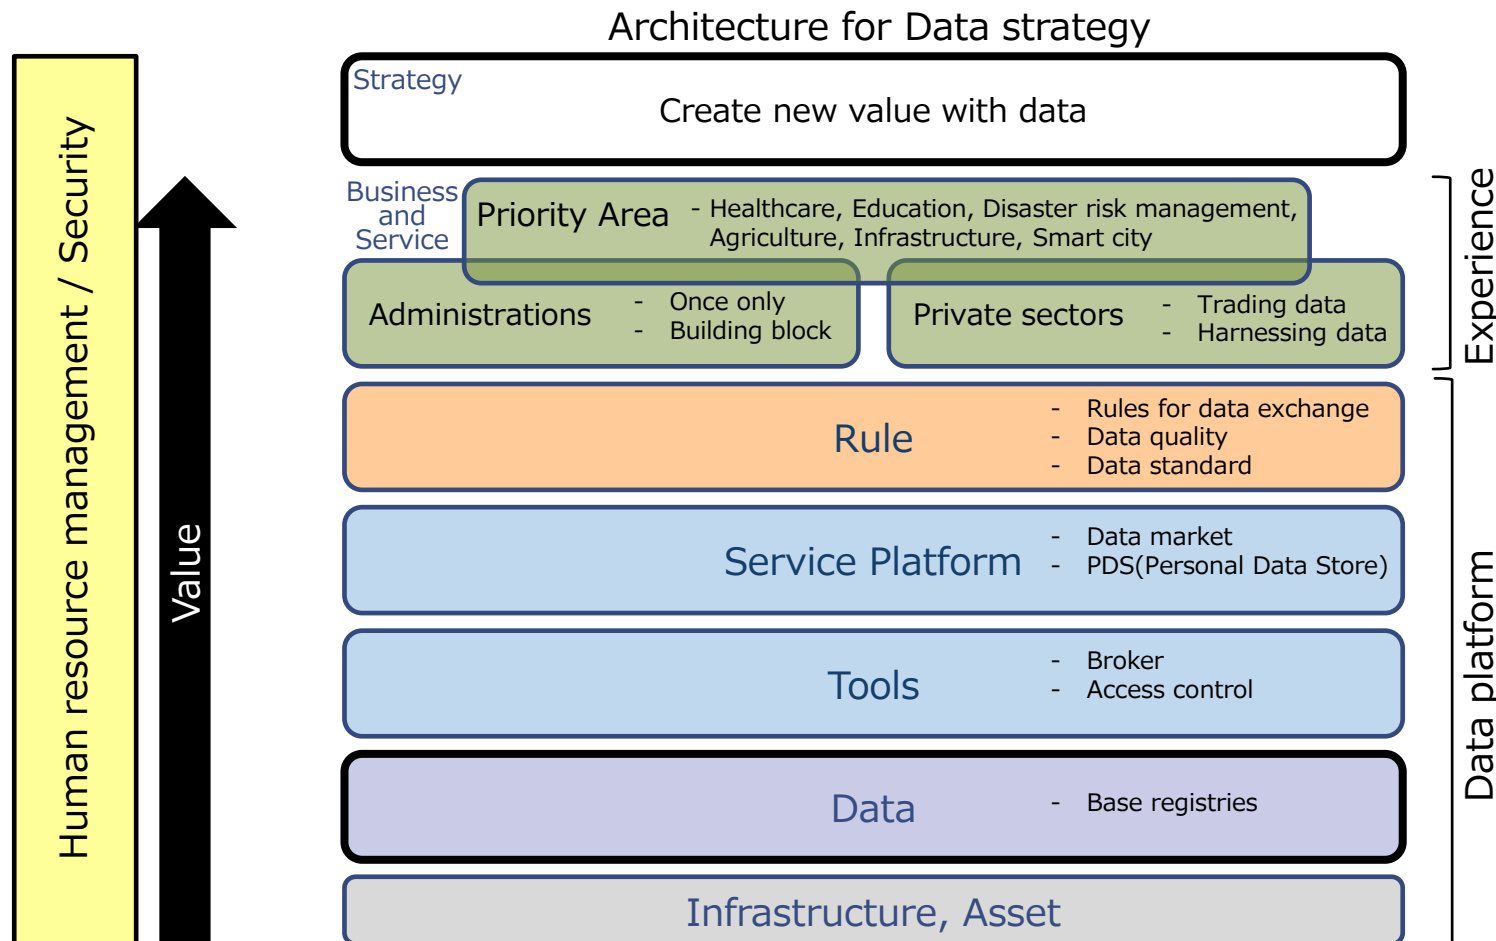 Architecture for Data strategy
Human resource management / Security
Value
Strategy
Create new value with data
Business
and
Service
Priority Area
- Healthcare, Education, Disaster risk management,
Agriculture, Infrastructure, Smart city
Administrations
- Once only
- Building block
Private sectors
- Trading data
- Harnessing data
Experience
Rule
- Rules for data exchange
- Data quality
- Data standard
Service Platform
- Data market
- PDS(Personal Data Store)
Tools
- Broker
- Access control
Data
- Base registries
Infrastructure, Asset
Data platform